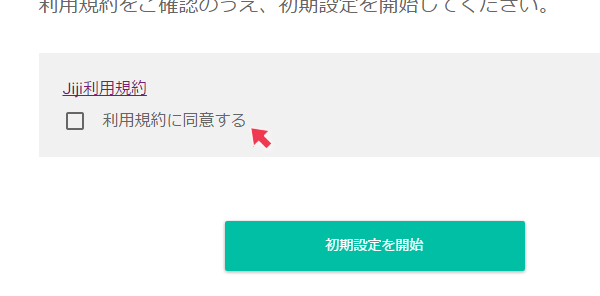 利用規約をご確認のうえ、初期設定を開始してください。
Jiji利用規約
利用規約に同意する
初期設定を開始